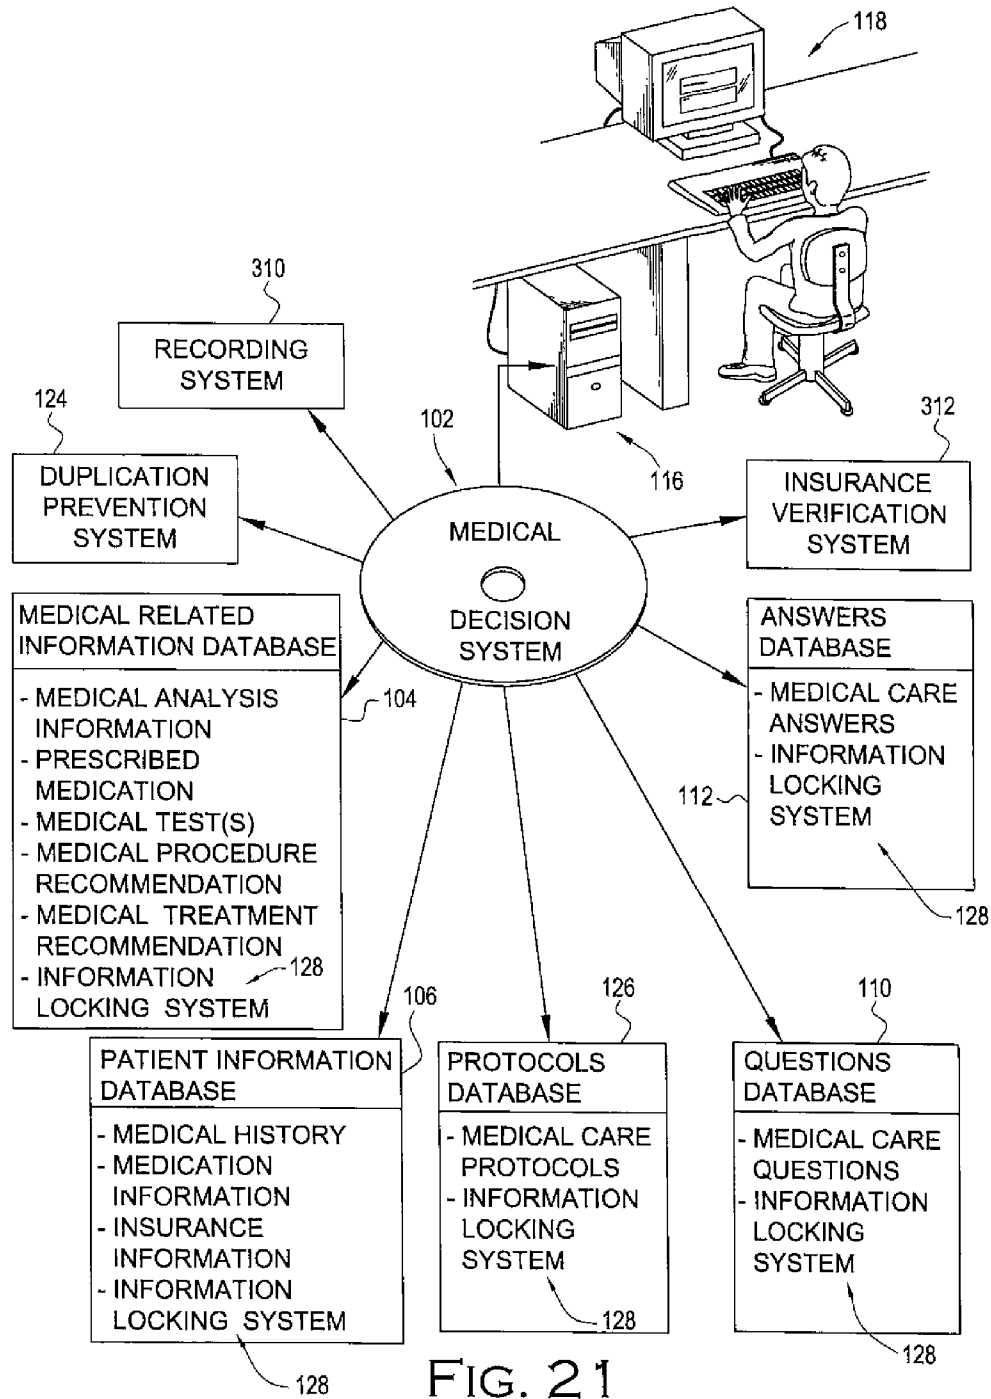 118
310
RECORDING
SYSTEM
124
DUPLICATION
PREVENTION
SYSTEM
102
116
312
INSURANCE
VERIFICATION
SYSTEM
MEDICAL
DECISION
SYSTEM
MEDICAL RELATED
INFORMATION DATABASE
- MEDICAL ANALYSIS
INFORMATION
- PRESCRIBED
MEDICATION
- MEDICAL TEST(S)
- MEDICAL PROCEDURE
RECOMMENDATION
- MEDICAL TREATMENT
RECOMMENDATION
- INFORMATION
LOCKING SYSTEM
128
104
ANSWERS
DATABASE
- MEDICAL CARE
ANSWERS
- INFORMATION
LOCKING
SYSTEM
112
128
106
PATIENT INFORMATION
DATABASE
- MEDICAL HISTORY
- MEDICATION
INFORMATION
- INSURANCE
INFORMATION
- INFORMATION
LOCKING SYSTEM
128
126
PROTOCOLS
DATABASE
- MEDICAL CARE
PROTOCOLS
- INFORMATION
LOCKING
SYSTEM
128
110
QUESTIONS
DATABASE
- MEDICAL CARE
QUESTIONS
- INFORMATION
LOCKING
SYSTEM
128
FIG. 21